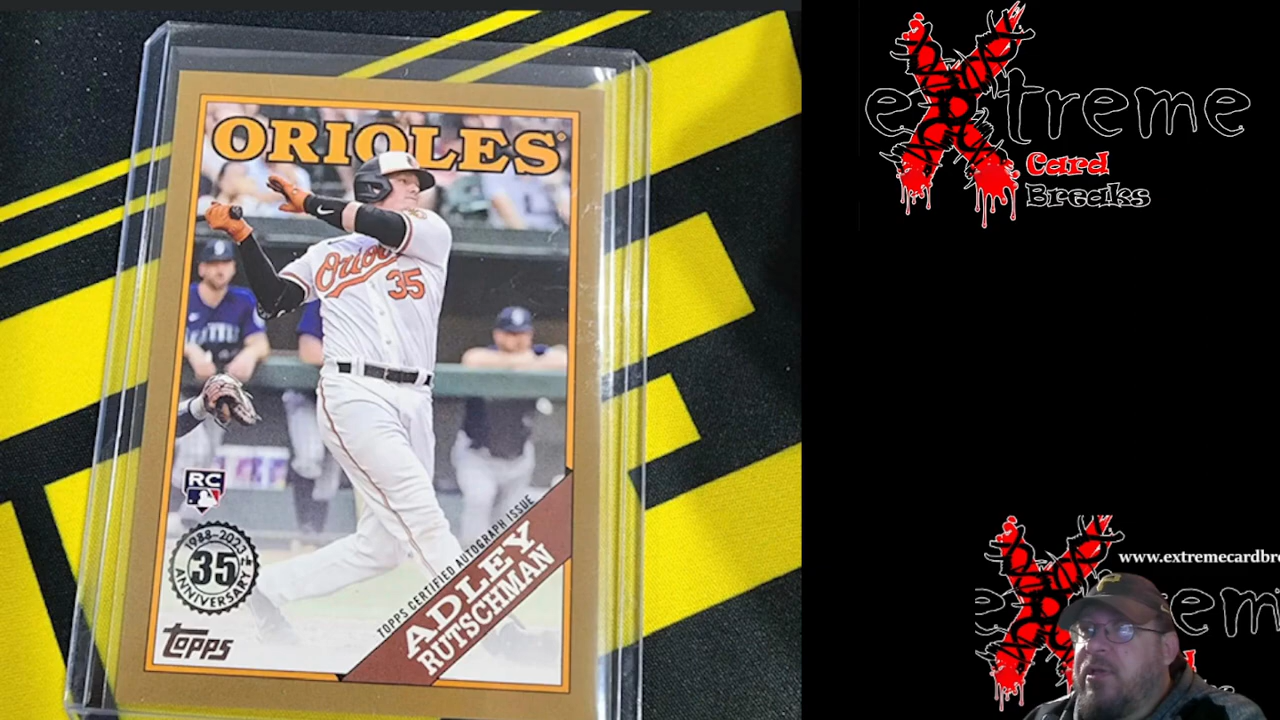 ORIOLES
Orioles
35
RC
1988-2023
35
ANNIVERSARY
TOPPS CERTIFIED AUTOGRAPH ISSUE
ADLEY
RUTSCHMAN
Topps
eXtreme
Card
Breaks
www.extremecardbre